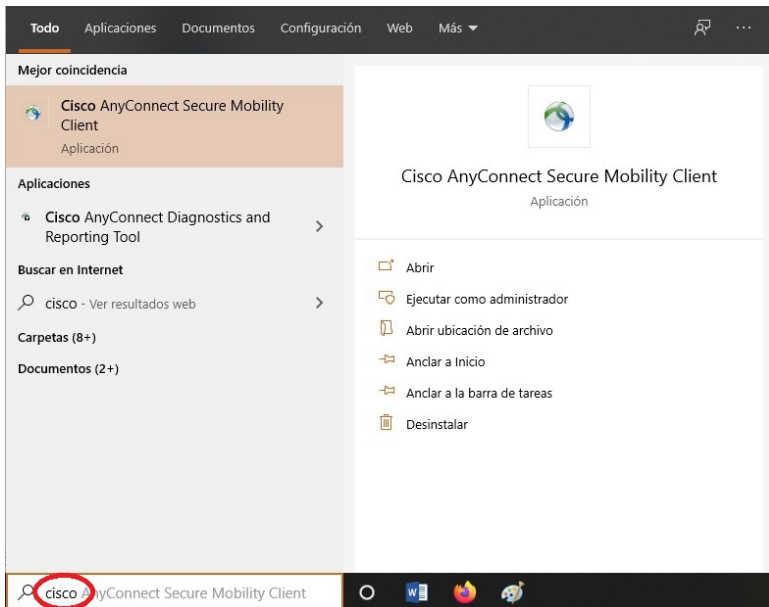 Todo Aplicaciones Documentos Configuración Web Más
Mejor coincidencia
Cisco AnyConnect Secure Mobility
Client
Aplicación
Aplicaciones
Cisco AnyConnect Diagnostics and
Reporting Tool
Buscar en Internet
cisco - Ver resultados web
Carpetas (8+)
Documentos (2+)
Cisco AnyConnect Secure Mobility Client
Aplicación
Abrir
Ejecutar como administrador
Abrir ubicación de archivo
Anclar a Inicio
Anclar a la barra de tareas
Desinstalar
cisco AnyConnect Secure Mobility Client